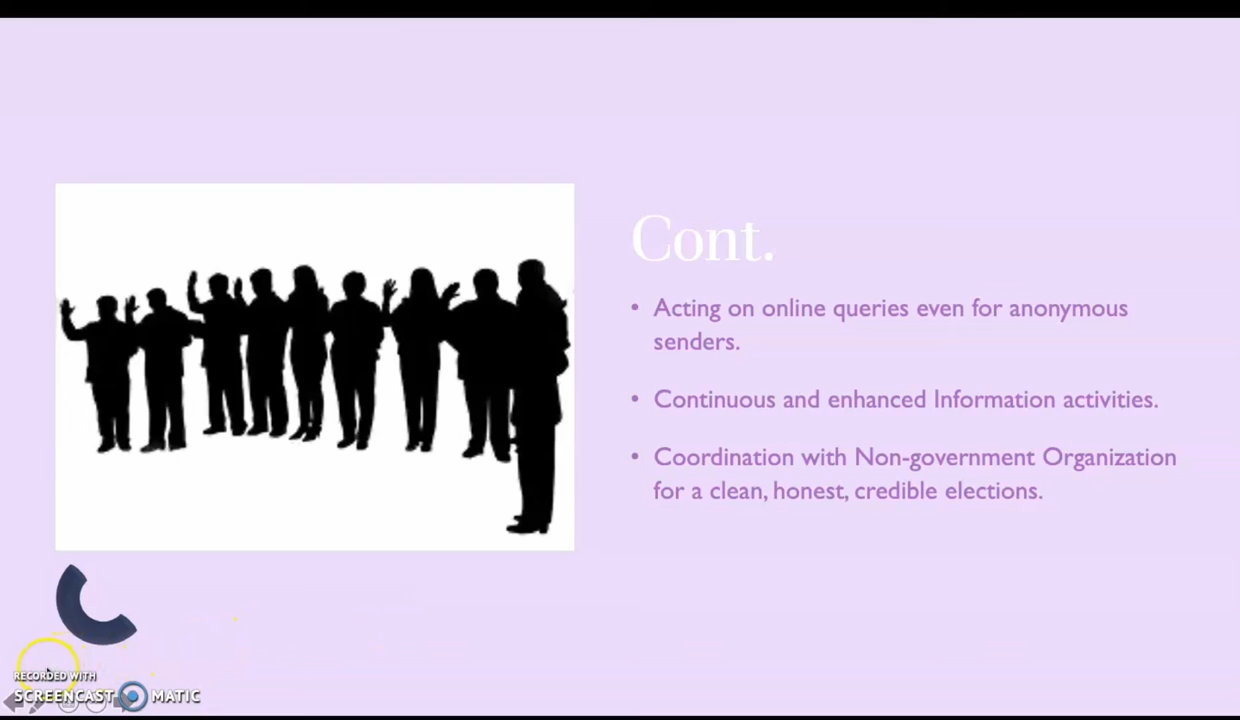 Cont.
• Acting on online queries even for anonymous
senders.
• Continuous and enhanced Information activities.
• Coordination with Non-government Organization
for a clean, honest, credible elections.
RECORDED WITH
SCREENCAST MATIC